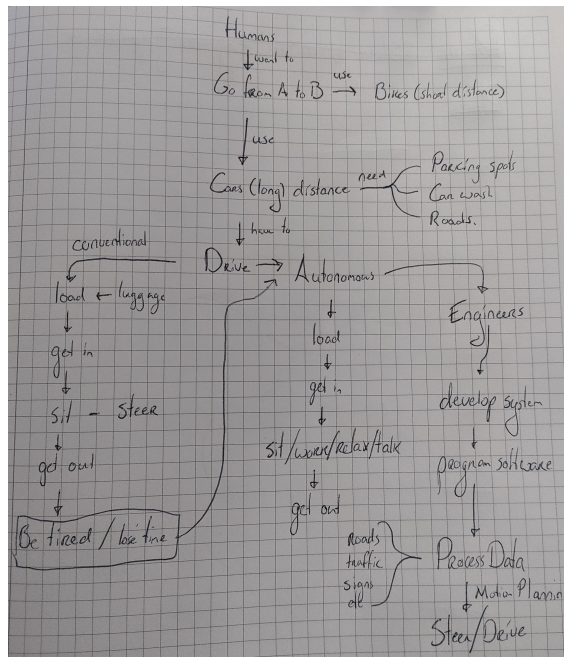 Humans
want to
Go from A to B use Bikes (short distance)
use
Cars (long) distance need Parking spots
Car wash
Roads.
have to
conventional
Drive Autonomous
load luggage
Engineers
load
get in
get in
develop system
sit - STEER
sit/work/relax/talk
get out
program software
get out
Be tired / lose time
Roads
traffic
signs
Process Data
Motion Plannin
Steer/Drive